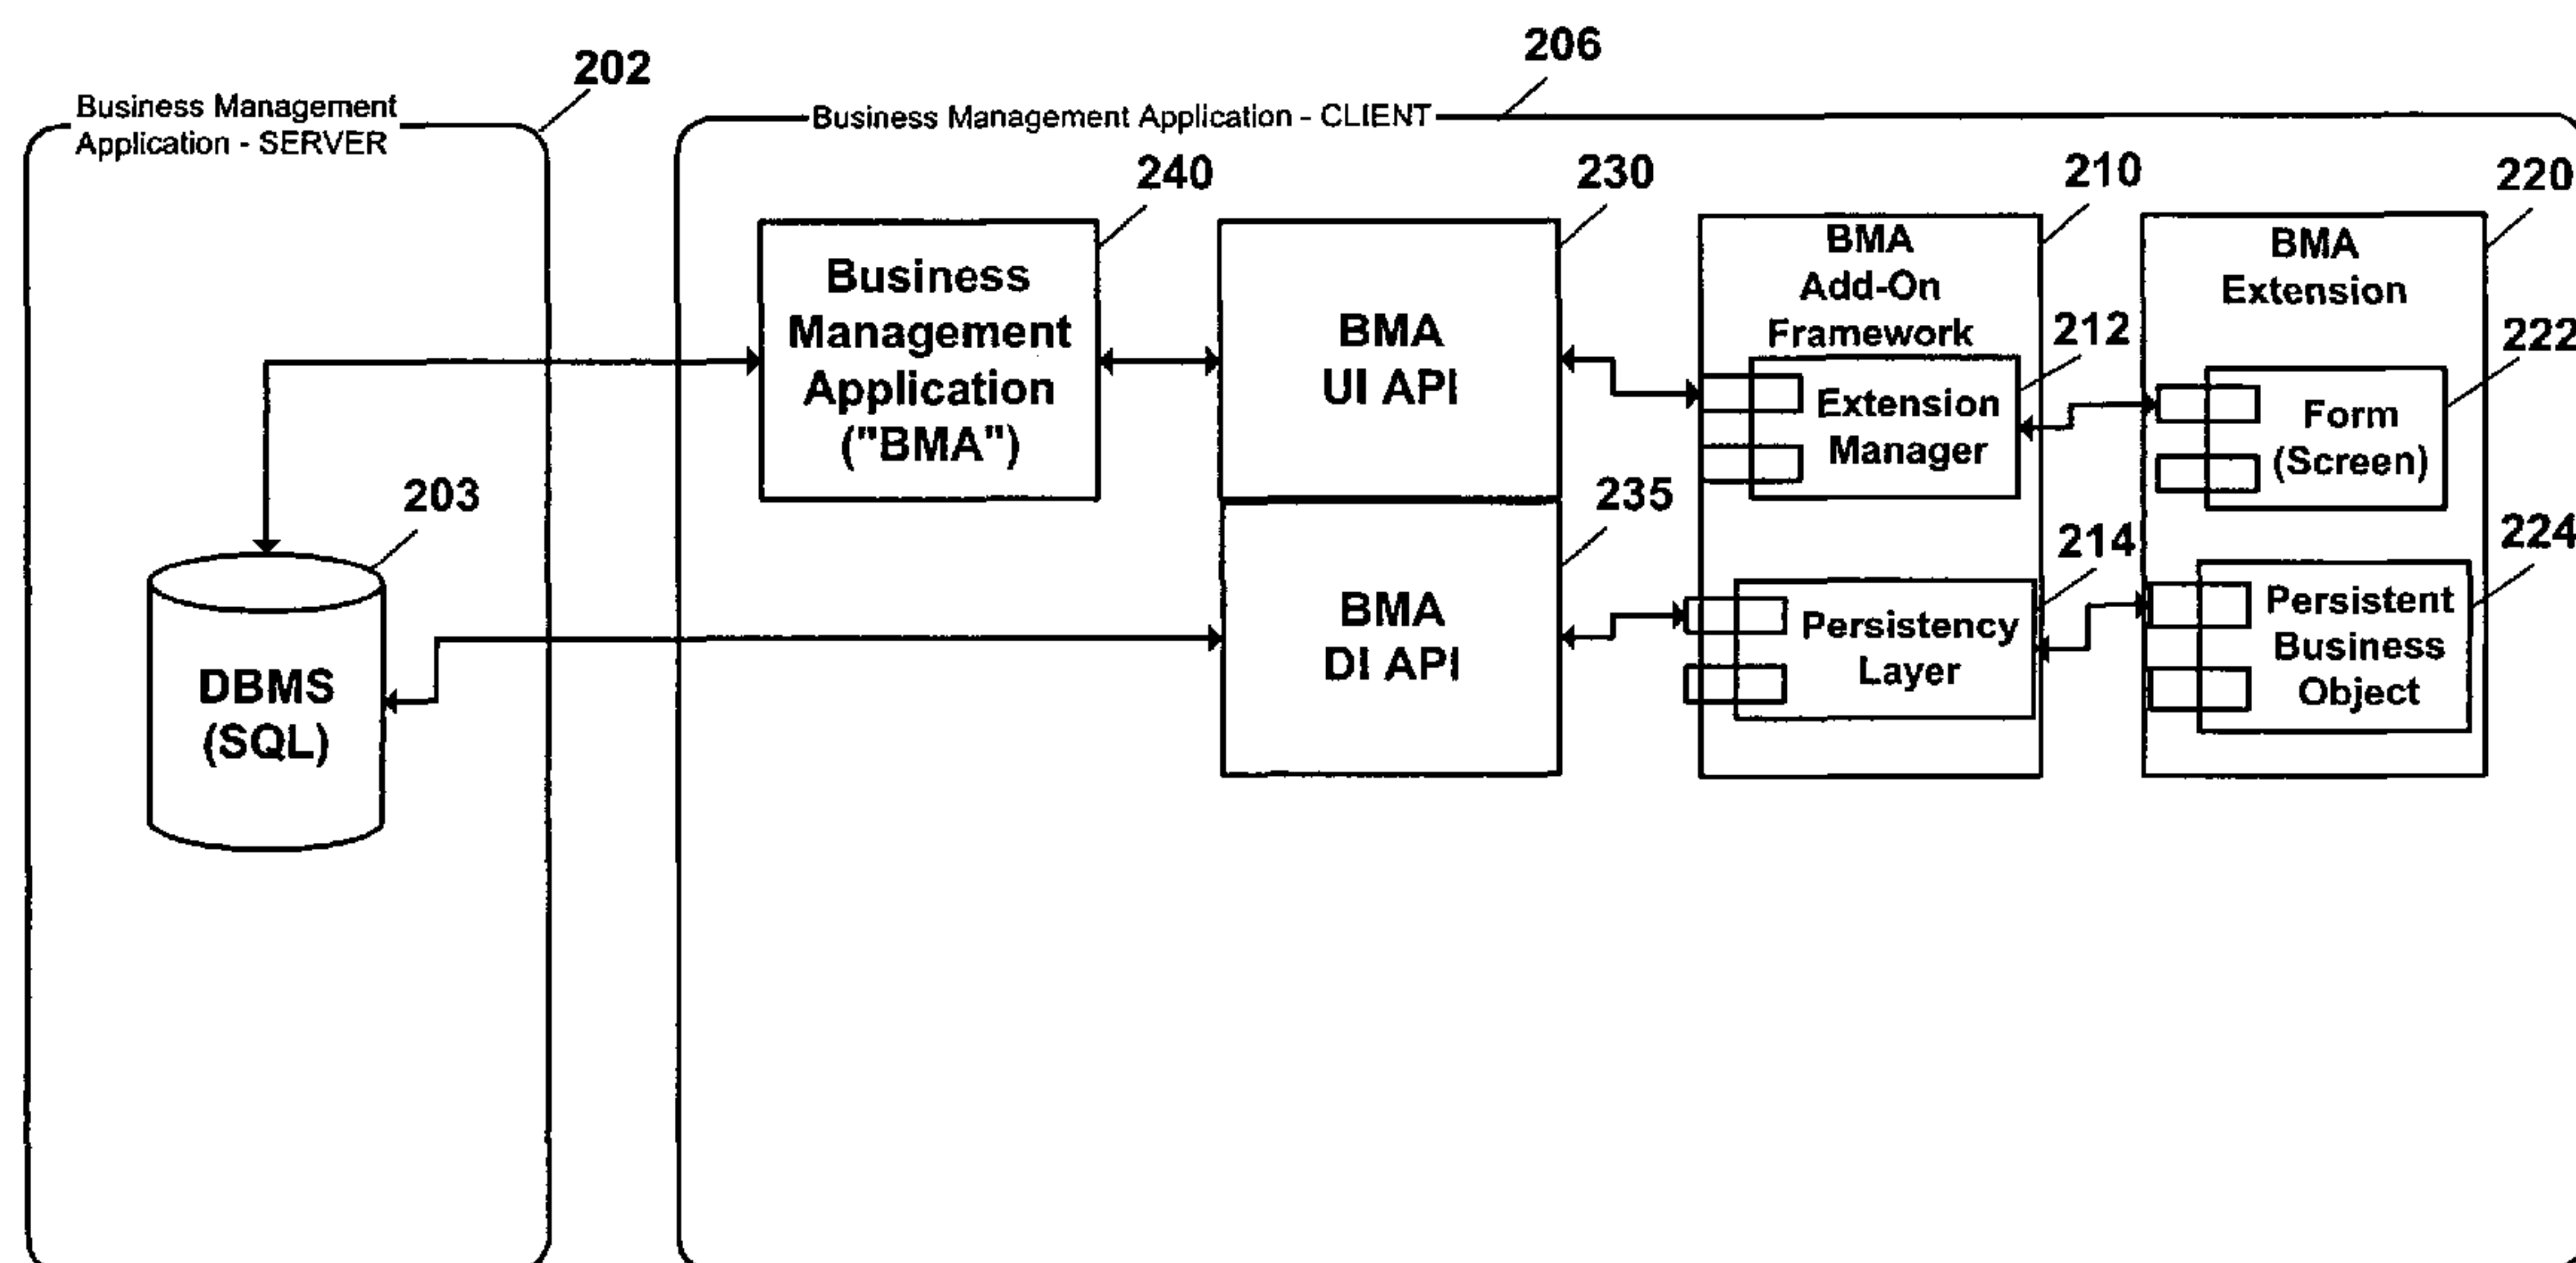 202
206
Business Management
Application - SERVER
Business Management Application - CLIENT
240
230
210
220
Business
Management
Application
("BMA")
BMA
UI API
BMA
Add-On
Framework
212
Extension
Manager
BMA
Extension
222
Form
(Screen)
203
DBMS
(SQL)
235
BMA
DI API
214
Persistency
Layer
224
Persistent
Business
Object